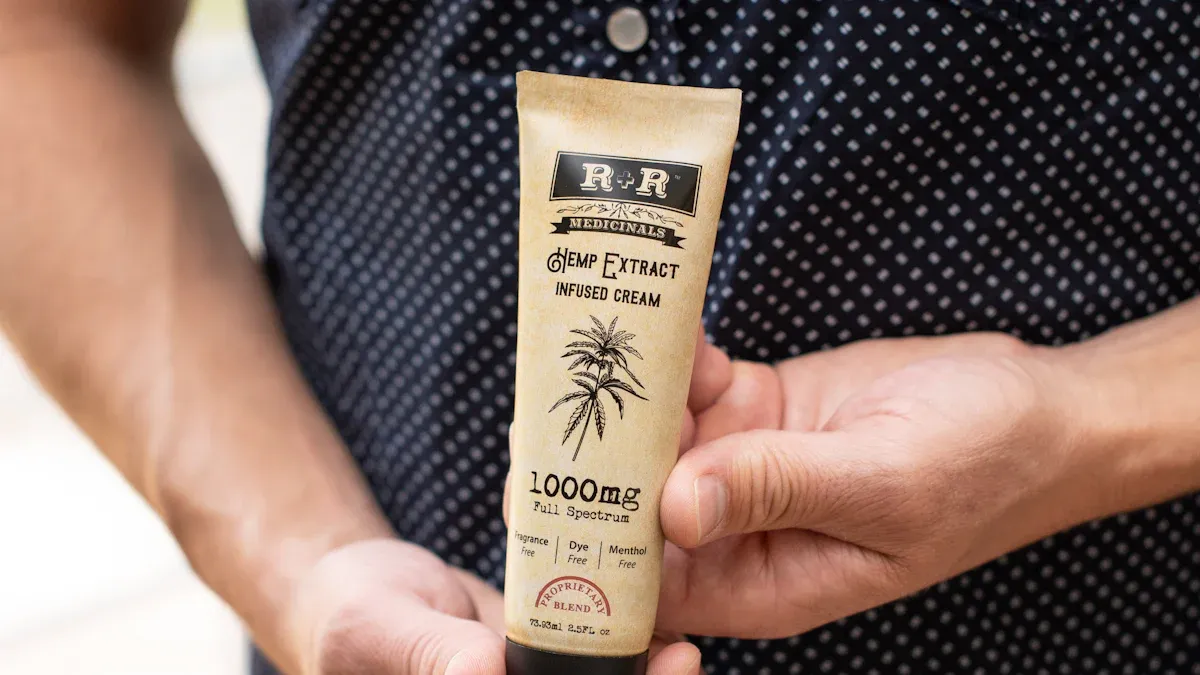 R+R™
MEDICINALS
HEMP EXTRACT
INFUSED CREAM
1000mg
Full Spectrum
Fragrance Free | Dye Free | Menthol Free
PROPRIETARY
BLEND
73.93ml 2.5FL oz